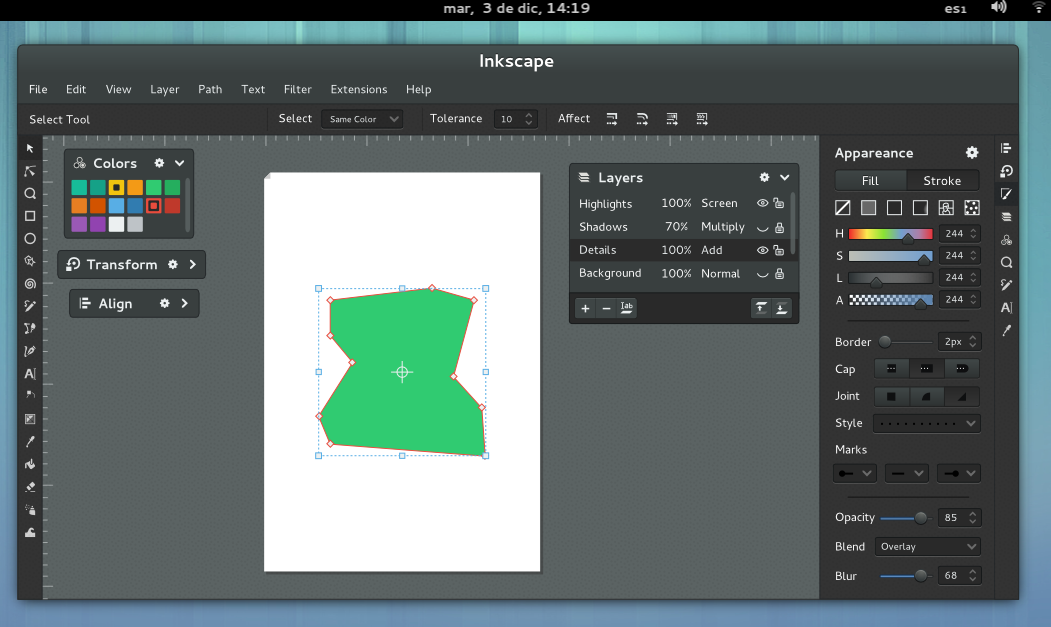 mar, 3 de dic, 14:19
es1
Inkscape
File Edit View Layer Path Text Filter Extensions Help
Select Tool Select Same Color Tolerance 10 Affect
Colors
Transform
Align
Layers
Highlights 100% Screen
Shadows 70% Multiply
Details 100% Add
Background 100% Normal
Appareance
Fill Stroke
H 244
S 244
L 244
A 244
Border 2px
Cap
Joint
Style
Marks
Opacity 85
Blend Overlay
Blur 68